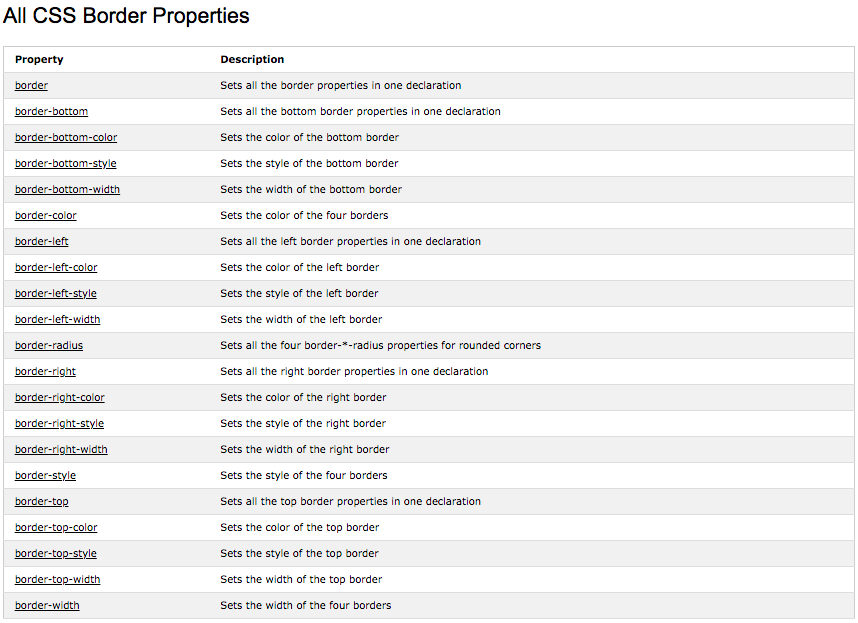 All CSS Border Properties
Property Description
border Sets all the border properties in one declaration
border-bottom Sets all the bottom border properties in one declaration
border-bottom-color Sets the color of the bottom border
border-bottom-style Sets the style of the bottom border
border-bottom-width Sets the width of the bottom border
border-color Sets the color of the four borders
border-left Sets all the left border properties in one declaration
border-left-color Sets the color of the left border
border-left-style Sets the style of the left border
border-left-width Sets the width of the left border
border-radius Sets all the four border-*-radius properties for rounded corners
border-right Sets all the right border properties in one declaration
border-right-color Sets the color of the right border
border-right-style Sets the style of the right border
border-right-width Sets the width of the right border
border-style Sets the style of the four borders
border-top Sets all the top border properties in one declaration
border-top-color Sets the color of the top border
border-top-style Sets the style of the top border
border-top-width Sets the width of the top border
border-width Sets the width of the four borders